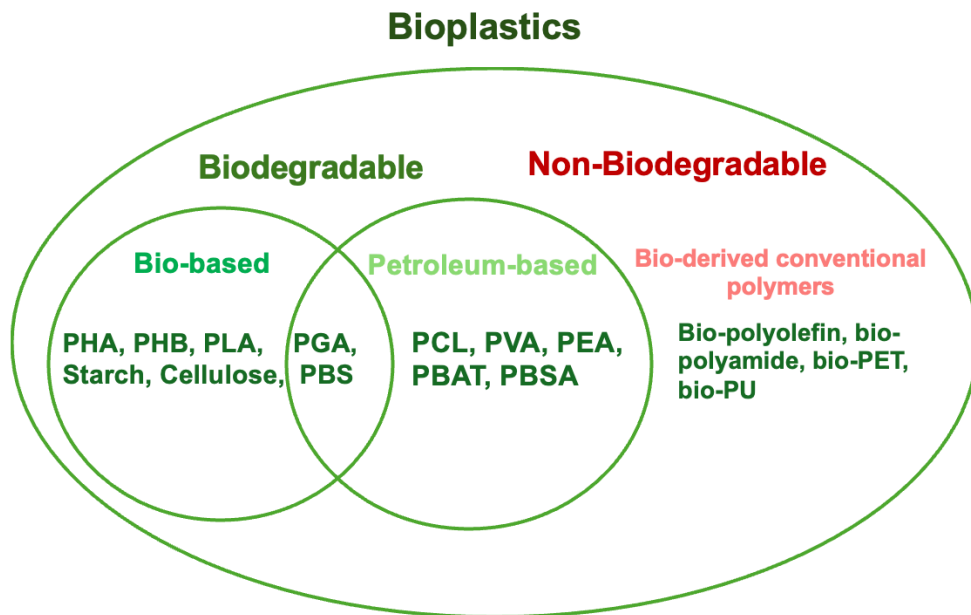 Bioplastics
Biodegradable
Non-Biodegradable
Bio-based
PHA, PHB, PLA,
Starch, Cellulose,
PGA,
PBS
Petroleum-based
PCL, PVA, PEA,
PBAT, PBSA
Bio-derived conventional
polymers
Bio-polyolefin, bio-
polyamide, bio-PET,
bio-PU